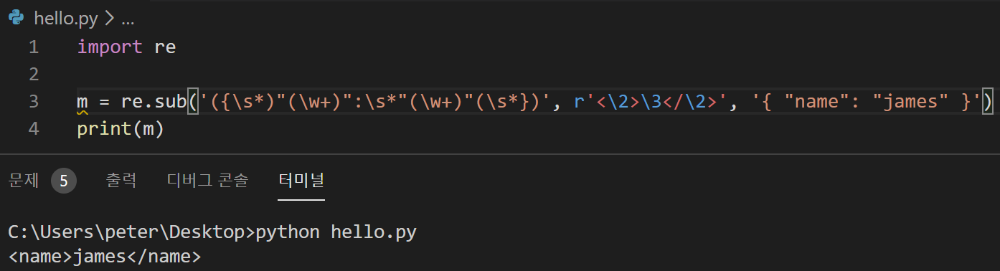 hello.py > ...
1 import re
2
3 m = re.sub('({\s*)"(\w+)":\s*"(\w+)"(\s*})', r'<\2>\3</\2>', '{ "name": "james" }')
4 print(m)
문제 5 출력 디버그 콘솔 터미널
C:\Users\peter\Desktop>python hello.py
<name>james</name>